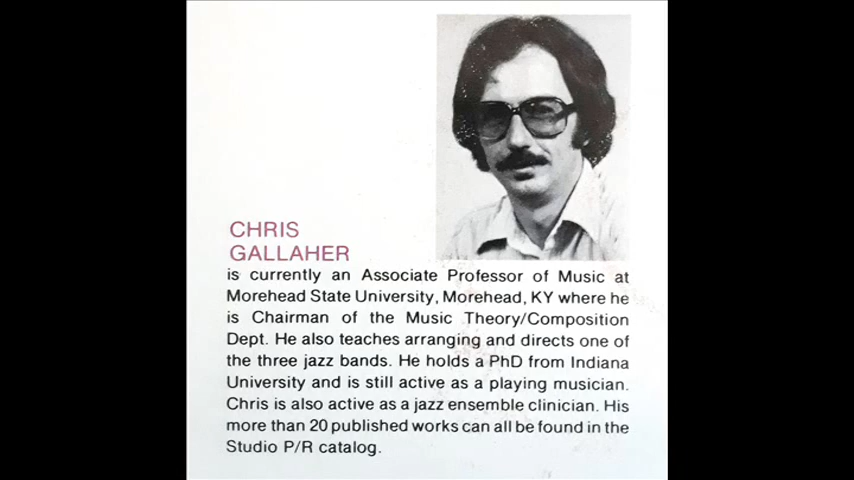 CHRIS
GALLAHER
is currently an Associate Professor of Music at
Morehead State University, Morehead, KY where he
is Chairman of the Music Theory/Composition
Dept. He also teaches arranging and directs one of
the three jazz bands. He holds a PhD from Indiana
University and is still active as a playing musician.
Chris is also active as a jazz ensemble clinician. His
more than 20 published works can all be found in the
Studio P/R catalog.